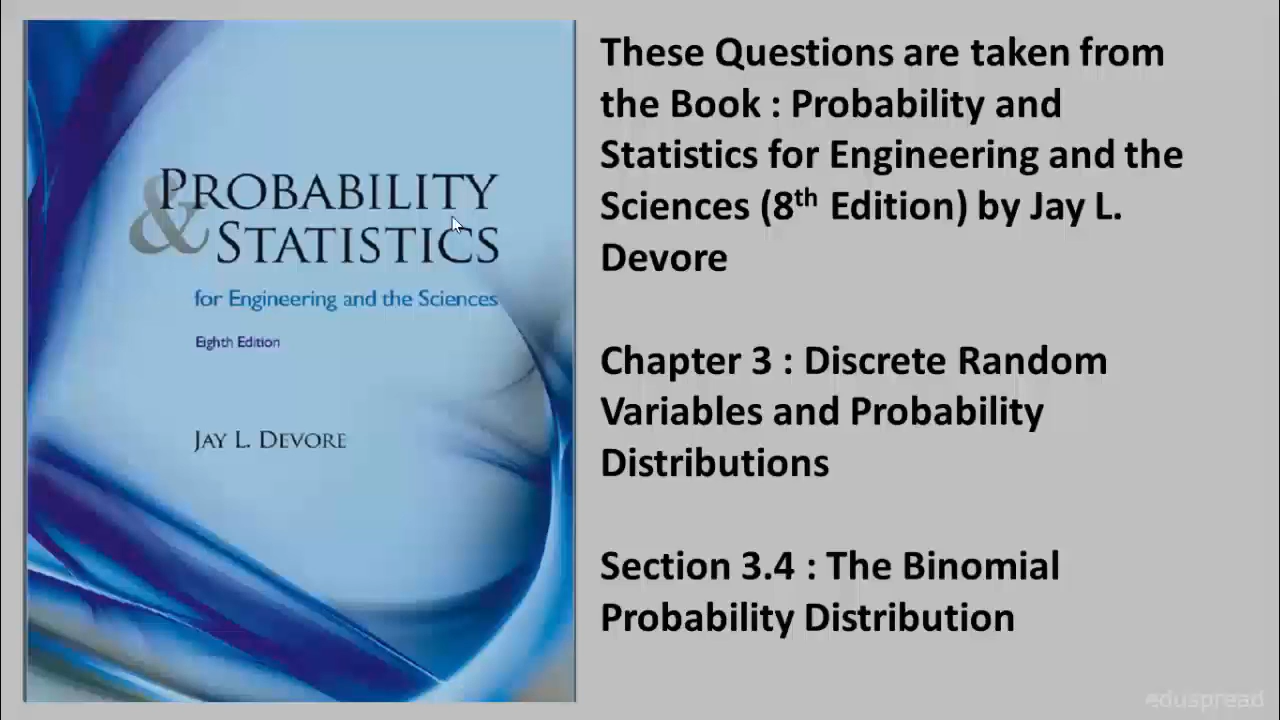 PROBABILITY
& STATISTICS
for Engineering and the Sciences
Eighth Edition
JAY L. DEVORE
These Questions are taken from
the Book : Probability and
Statistics for Engineering and the
Sciences (8th Edition) by Jay L.
Devore
Chapter 3 : Discrete Random
Variables and Probability
Distributions
Section 3.4 : The Binomial
Probability Distribution
eduspread